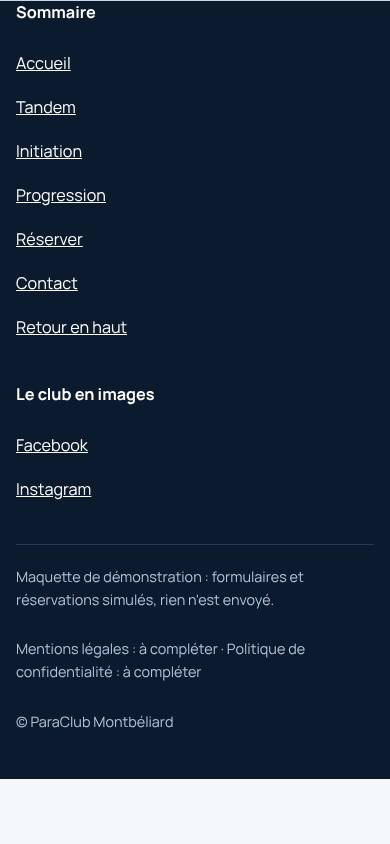 Sommaire
Accueil
Tandem
Initiation
Progression
Réserver
Contact
Retour en haut
Le club en images
Facebook
Instagram
Maquette de démonstration : formulaires et
réservations simulés, rien n'est envoyé.
Mentions légales : à compléter · Politique de
confidentialité : à compléter
© ParaClub Montbéliard